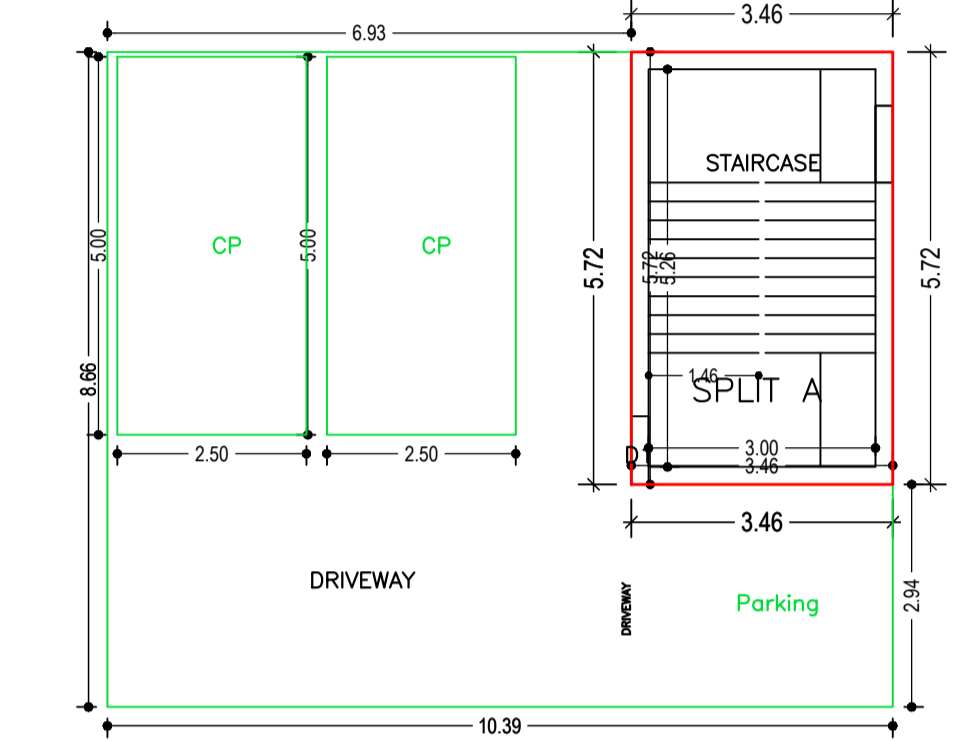 3.46
6.93
STAIRCASE
CP
CP
5.00
5.00
5.72
5.72
5.26
5.72
8.66
1.46
SPLIT A
2.50
2.50
3.00
D
3.46
3.46
DRIVEWAY
DRIVEWAY
Parking
2.94
10.39